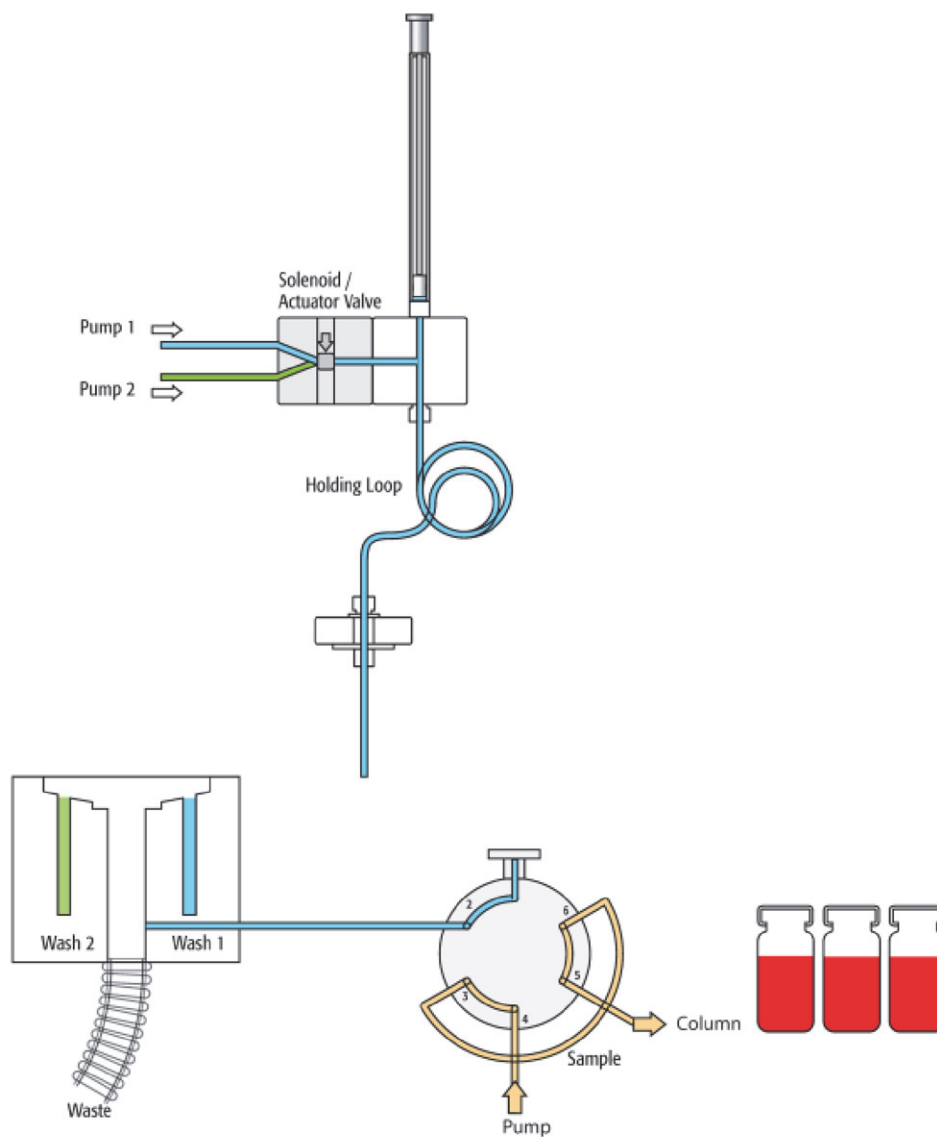 Solenoid /
Actuator Valve
Pump 1
Pump 2
Holding Loop
Wash 2
Wash 1
Waste
2
6
3
4
5
Sample
Column
Pump